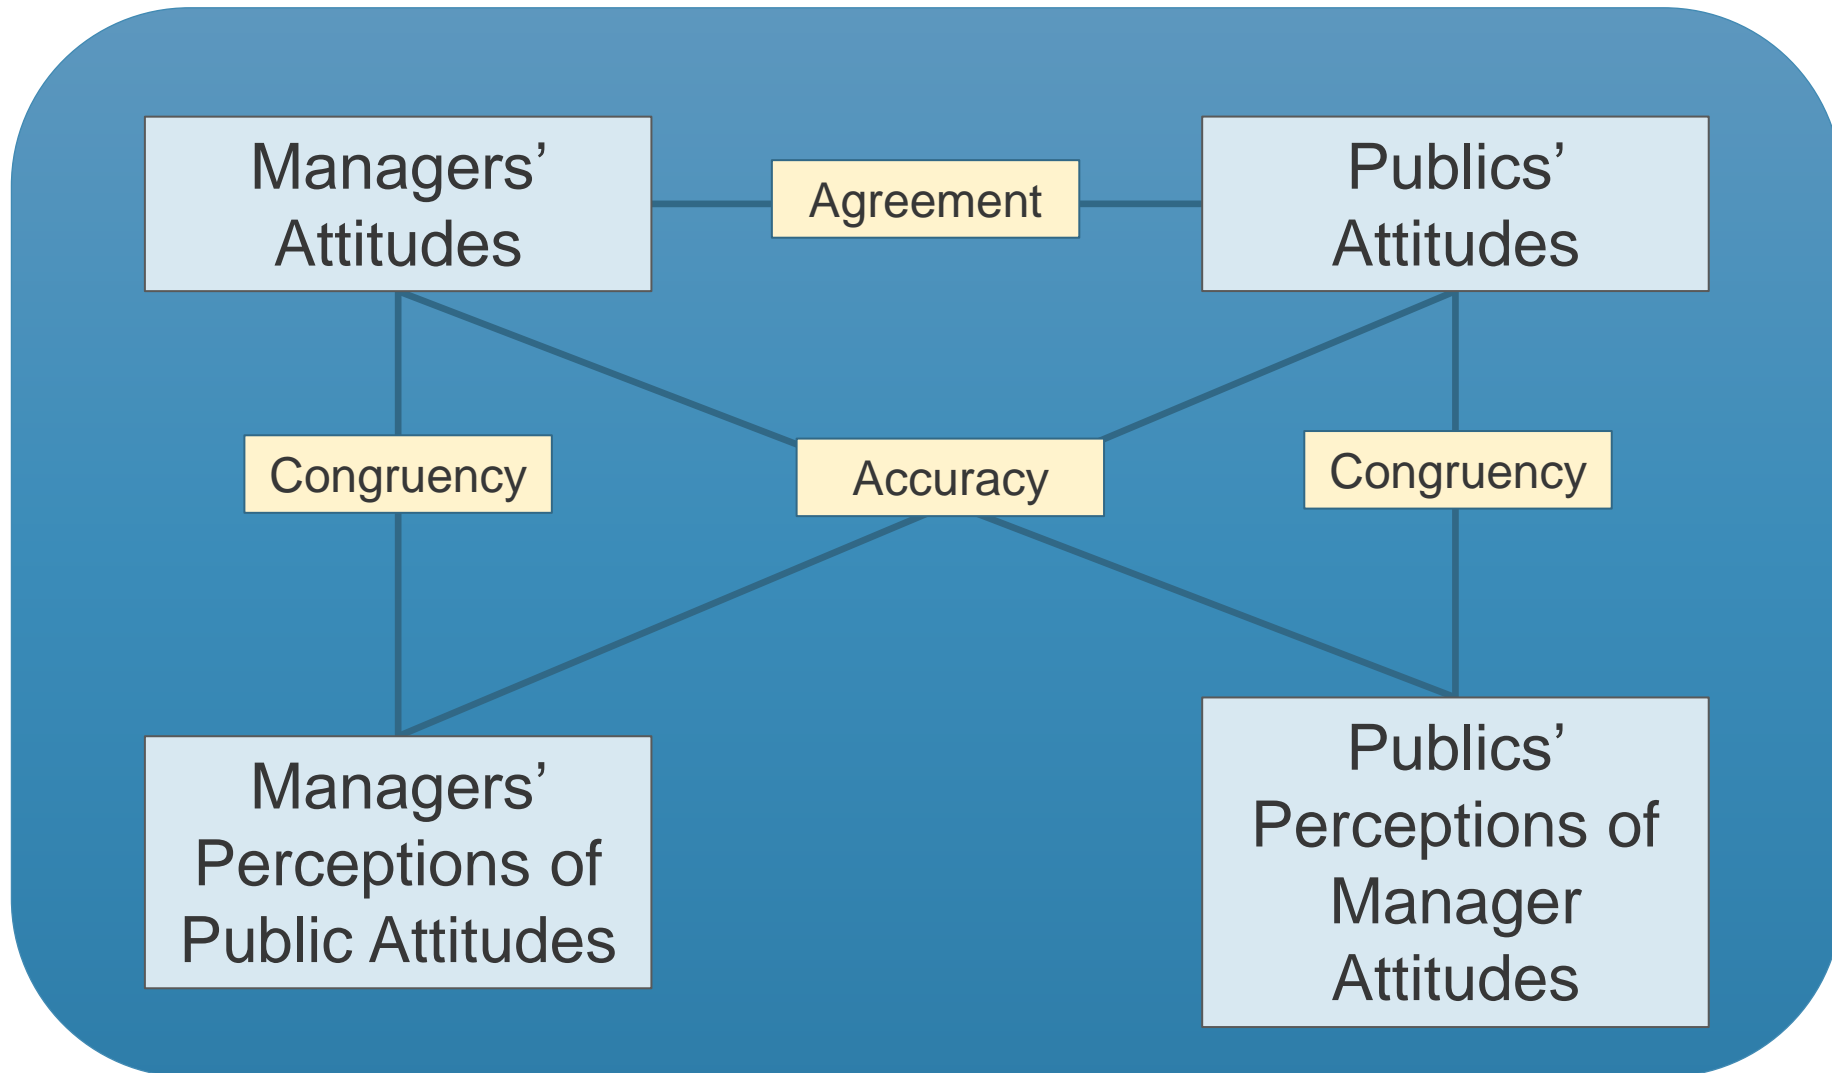 Managers’
Attitudes
Agreement
Publics’
Attitudes
Congruency
Accuracy
Congruency
Managers’
Perceptions of
Public Attitudes
Publics’
Perceptions of
Manager
Attitudes